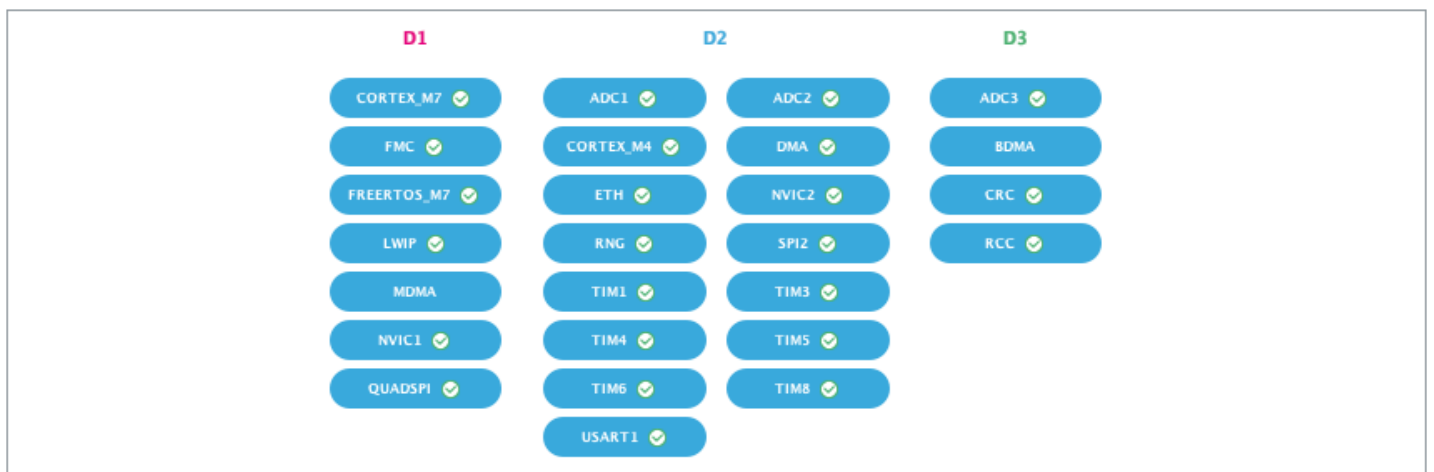 D1 D2 D3
CORTEX_M7 ADC1 ADC2 ADC3
FMC CORTEX_M4 DMA BDMA
FREERTOS_M7 ETH NVIC2 CRC
LWIP RNG SPI2 RCC
MDMA TIM1 TIM3
NVIC1 TIM4 TIM5
QUADSPI TIM6 TIM8
USART1